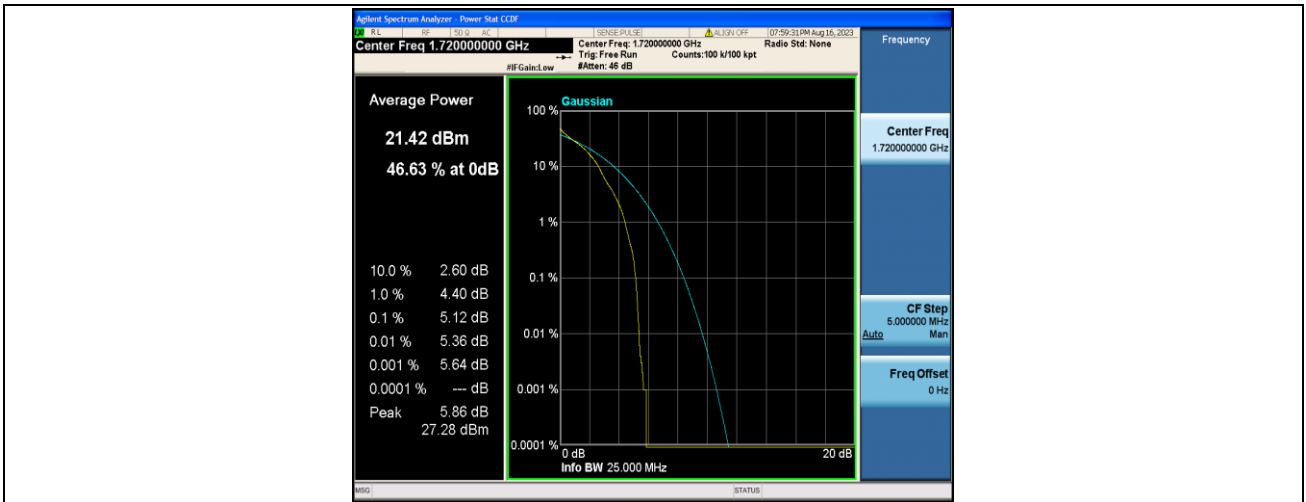 Agilent Spectrum Analyzer - Power Stat CCDF
RL RF 50 Ω AC SENSE:PULSE ALIGN OFF 07:59:31 PM Aug 16, 2023
Center Freq 1.720000000 GHz
Center Freq: 1.720000000 GHz Radio Std: None
Trig: Free Run Counts:100 k/100 kpt
#IFGain:Low #Atten: 46 dB
Frequency
Average Power
21.42 dBm
46.63 % at 0dB
10.0 % 2.60 dB
1.0 % 4.40 dB
0.1 % 5.12 dB
0.01 % 5.36 dB
0.001 % 5.64 dB
0.0001 % --- dB
Peak 5.86 dB
27.28 dBm
Gaussian
100 %
10 %
1 %
0.1 %
0.01 %
0.001 %
0.0001 %
0 dB 20 dB
Info BW 25.000 MHz
Center Freq
1.720000000 GHz
CF Step
5.000000 MHz
Auto Man
Freq Offset
0 Hz
MSG STATUS